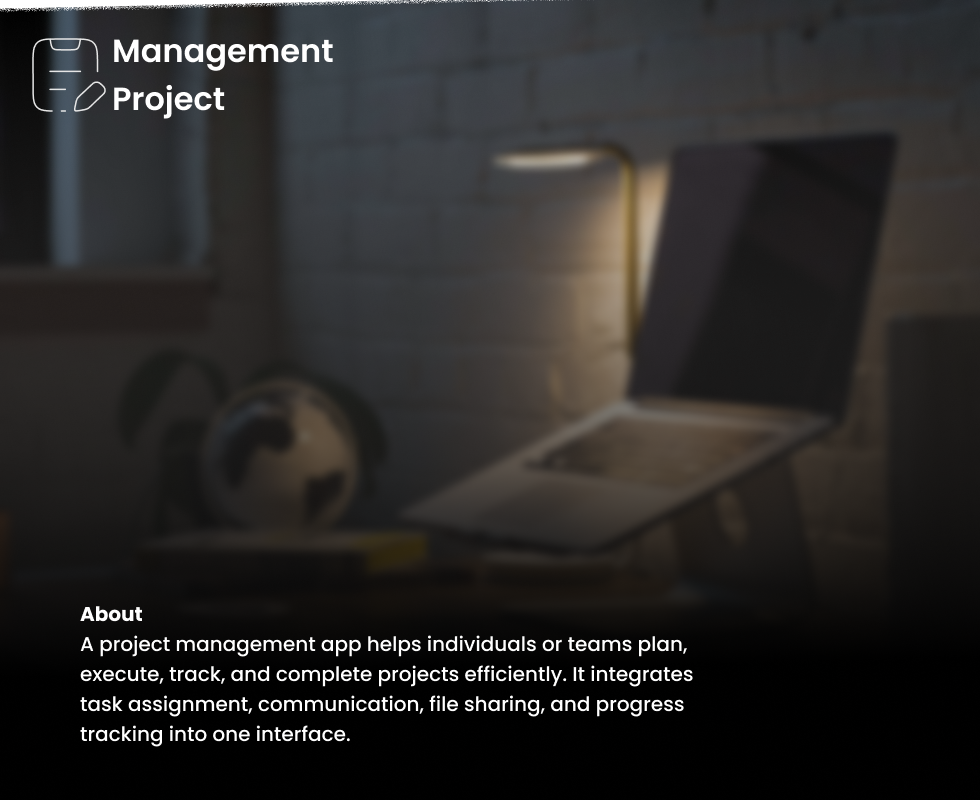 Management
Project
About
A project management app helps individuals or teams plan,
execute, track, and complete projects efficiently. It integrates
task assignment, communication, file sharing, and progress
tracking into one interface.